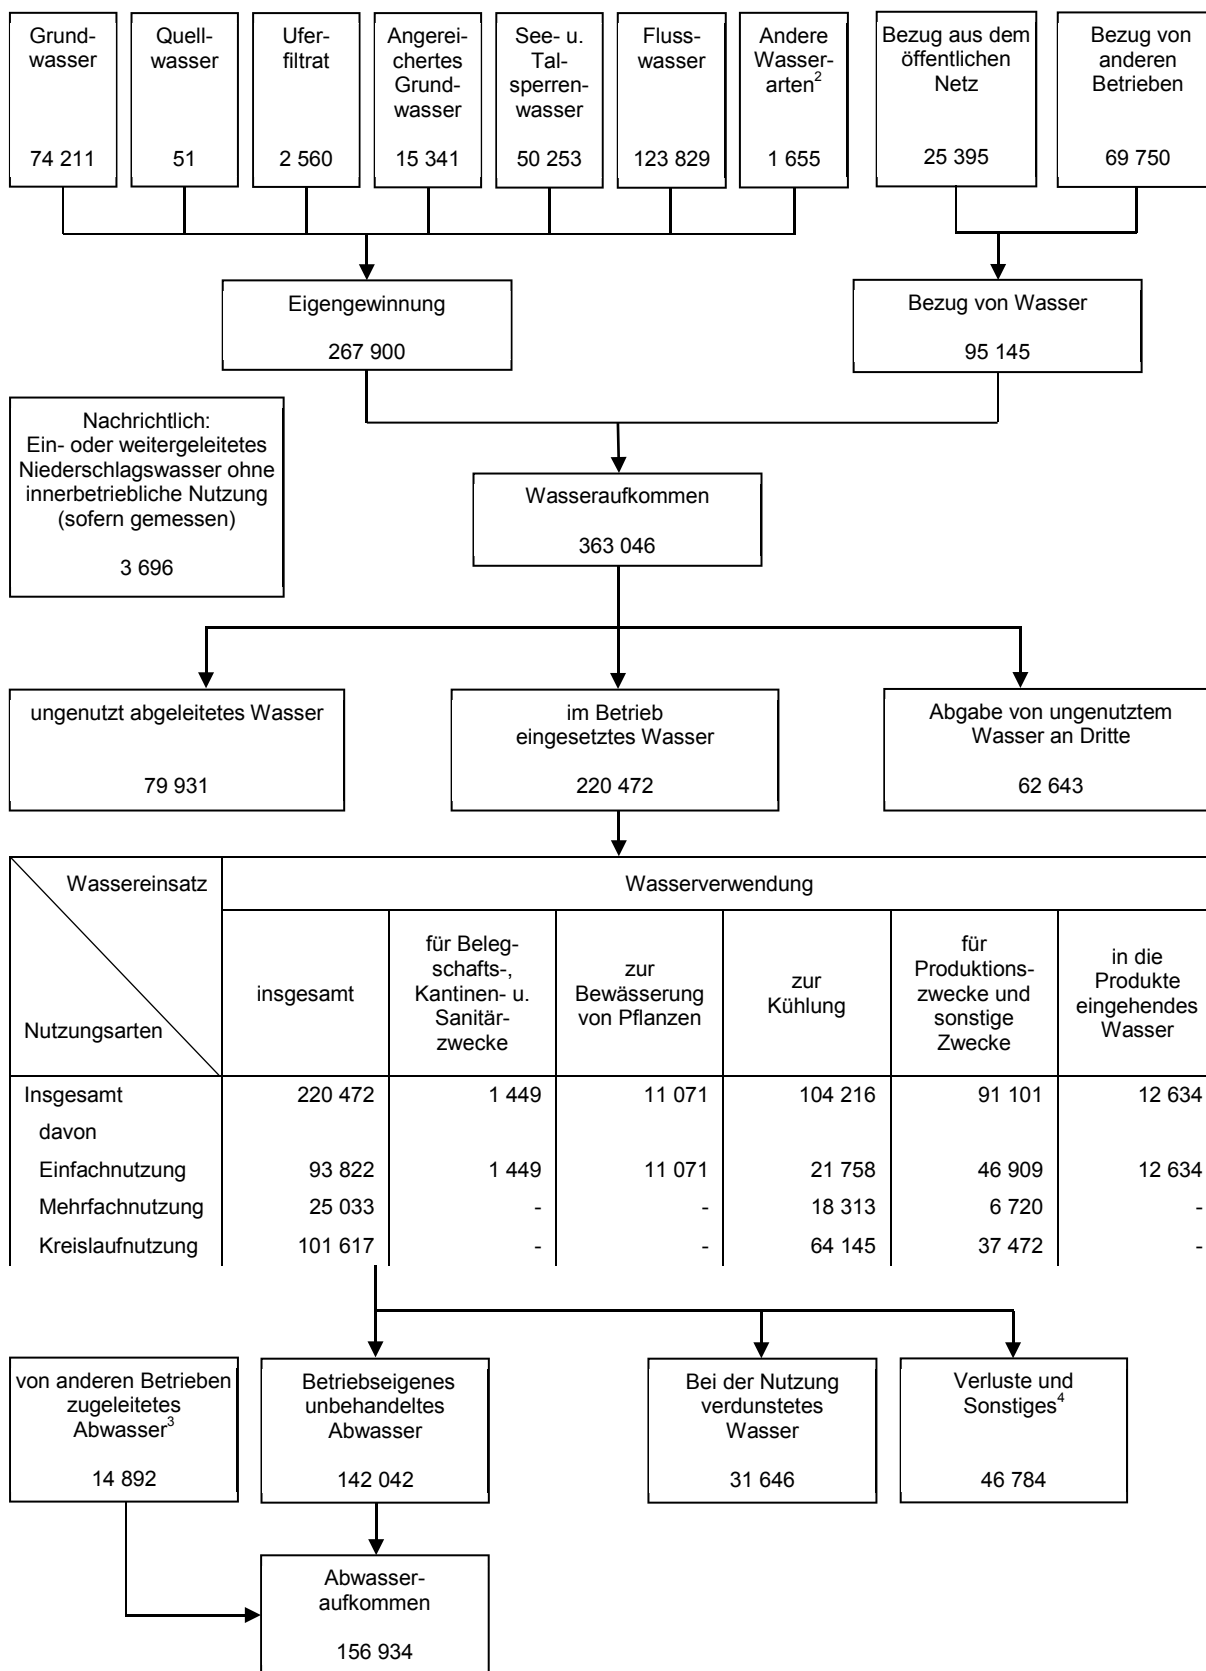 Grund-
wasser
74 211
Quell-
wasser
51
Ufer-
filtrat
2 560
Angerei-
chertes
Grund-
wasser
15 341
See- u.
Tal-
sperren-
wasser
50 253
Fluss-
wasser
123 829
Andere
Wasser-
arten2
1 655
Bezug aus dem
öffentlichen
Netz
25 395
Bezug von
anderen
Betrieben
69 750
Eigengewinnung
267 900
Bezug von Wasser
95 145
Nachrichtlich:
Ein- oder weitergeleitetes
Niederschlagswasser ohne
innerbetriebliche Nutzung
(sofern gemessen)
3 696
Wasseraufkommen
363 046
ungenutzt abgeleitetes Wasser
79 931
im Betrieb
eingesetztes Wasser
220 472
Abgabe von ungenutztem
Wasser an Dritte
62 643
Wassereinsatz
Nutzungsarten
Wasserverwendung
insgesamt
für Beleg-
schafts-,
Kantinen- u.
Sanitär-
zwecke
zur
Bewässerung
von Pflanzen
zur
Kühlung
für
Produktions-
zwecke und
sonstige
Zwecke
in die
Produkte
eingehendes
Wasser
Insgesamt 220 472 1 449 11 071 104 216 91 101 12 634
davon
Einfachnutzung 93 822 1 449 11 071 21 758 46 909 12 634
Mehrfachnutzung 25 033 - - 18 313 6 720 -
Kreislaufnutzung 101 617 - - 64 145 37 472 -
von anderen Betrieben
zugeleitetes
Abwasser3
14 892
Betriebseigenes
unbehandeltes
Abwasser
142 042
Bei der Nutzung
verdunstetes
Wasser
31 646
Verluste und
Sonstiges4
46 784
Abwasser-
aufkommen
156 934